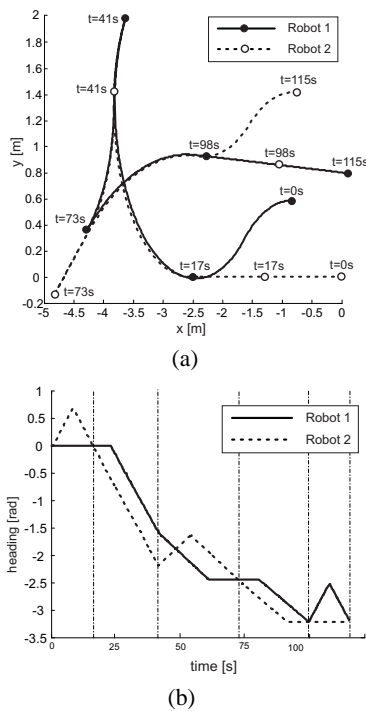 2
1.8
1.6
1.4
1.2
1
0.8
0.6
0.4
0.2
0
-0.2
y [m]
t=41s
t=41s
Robot 1
Robot 2
t=115s
t=98s
t=98s
t=115s
t=73s
t=0s
t=17s
t=17s
t=0s
t=73s
-5 -4.5 -4 -3.5 -3 -2.5 -2 -1.5 -1 -0.5 0
x [m]
(a)
1
0.5
0
-0.5
-1
-1.5
-2
-2.5
-3
-3.5
heading [rad]
Robot 1
Robot 2
0 25 50 75 100
time [s]
(b)